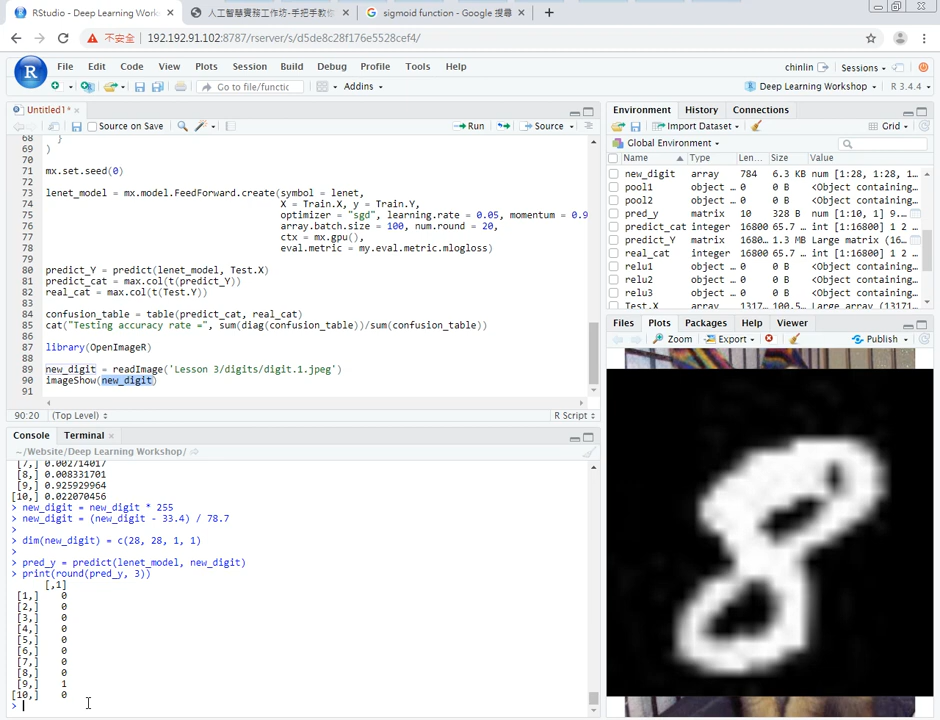 RStudio - Deep Learning Works
人工智慧實務工作坊-手把手教你
sigmoid function - Google 搜尋
不安全
192.192.91.102:8787/rserver/s/d5de8c28f176e5528cef4/
R
File Edit Code View Plots Session Build Debug Profile Tools Help
chinlin
Sessions
Go to file/functic
Addins
Deep Learning Workshop
R 3.4.4
Untitled1*
Source on Save
Run
Source
68 }
69 )
70
71 mx.set.seed(0)
72
73 lenet_model = mx.model.FeedForward.create(symbol = lenet,
74 X = Train.X, y = Train.Y,
75 optimizer = "sgd", learning.rate = 0.05, momentum = 0.9
76 array.batch.size = 100, num.round = 20,
77 ctx = mx.gpu(),
78 eval.metric = my.eval.metric.mlogloss)
79
80 predict_Y = predict(lenet_model, Test.X)
81 predict_cat = max.col(t(predict_Y))
82 real_cat = max.col(t(Test.Y))
83
84 confusion_table = table(predict_cat, real_cat)
85 cat("Testing accuracy rate =", sum(diag(confusion_table))/sum(confusion_table))
86
87 library(OpenImageR)
88
89 new_digit = readImage('Lesson 3/digits/digit.1.jpeg')
90 imageShow(new_digit)
91
90:20 (Top Level) R Script
Console Terminal
~/Website/Deep Learning Workshop/
[7,] 0.002714017
[8,] 0.008331701
[9,] 0.925929964
[10,] 0.022070456
> new_digit = new_digit * 255
> new_digit = (new_digit - 33.4) / 78.7
>
> dim(new_digit) = c(28, 28, 1, 1)
>
> pred_y = predict(lenet_model, new_digit)
> print(round(pred_y, 3))
[,1]
[1,] 0
[2,] 0
[3,] 0
[4,] 0
[5,] 0
[6,] 0
[7,] 0
[8,] 0
[9,] 1
[10,] 0
>
Environment History Connections
Import Dataset
Grid
Global Environment
Name Type Len... Size Value
new_digit array 784 6.3 KB num [1:28, 1:28, 1...
pool1 object ... 0 0 B <Object containing...
pool2 object ... 0 0 B <Object containing...
pred_y matrix 10 328 B num [1:10, 1] 9...
predict_cat integer 16800 65.7 ... int [1:16800] 1 2 ...
predict_Y matrix 1680... 1.3 MB Large matrix (16...
real_cat integer 16800 65.7 ... int [1:16800] 1 2 ...
relu1 object ... 0 0 B <Object containing...
relu2 object ... 0 0 B <Object containing...
relu3 object ... 0 0 B <Object containing...
Test.X array 1317... 100.5... Large array (13171...
Files Plots Packages Help Viewer
Zoom Export Publish
8